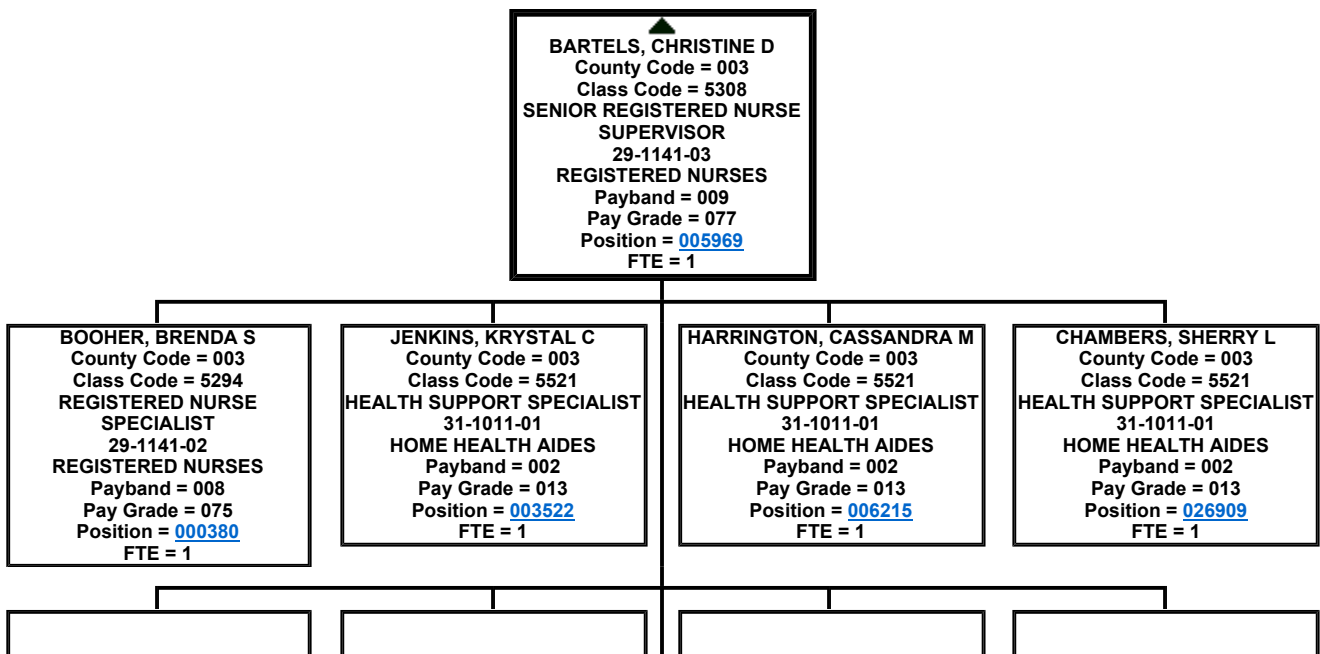 BARTELS, CHRISTINE D
County Code = 003
Class Code = 5308
SENIOR REGISTERED NURSE
SUPERVISOR
29-1141-03
REGISTERED NURSES
Payband = 009
Pay Grade = 077
Position = 005969
FTE = 1
BOOHER, BRENDA S
County Code = 003
Class Code = 5294
REGISTERED NURSE
SPECIALIST
29-1141-02
REGISTERED NURSES
Payband = 008
Pay Grade = 075
Position = 000380
FTE = 1
JENKINS, KRYSTAL C
County Code = 003
Class Code = 5521
HEALTH SUPPORT SPECIALIST
31-1011-01
HOME HEALTH AIDES
Payband = 002
Pay Grade = 013
Position = 003522
FTE = 1
HARRINGTON, CASSANDRA M
County Code = 003
Class Code = 5521
HEALTH SUPPORT SPECIALIST
31-1011-01
HOME HEALTH AIDES
Payband = 002
Pay Grade = 013
Position = 006215
FTE = 1
CHAMBERS, SHERRY L
County Code = 003
Class Code = 5521
HEALTH SUPPORT SPECIALIST
31-1011-01
HOME HEALTH AIDES
Payband = 002
Pay Grade = 013
Position = 026909
FTE = 1